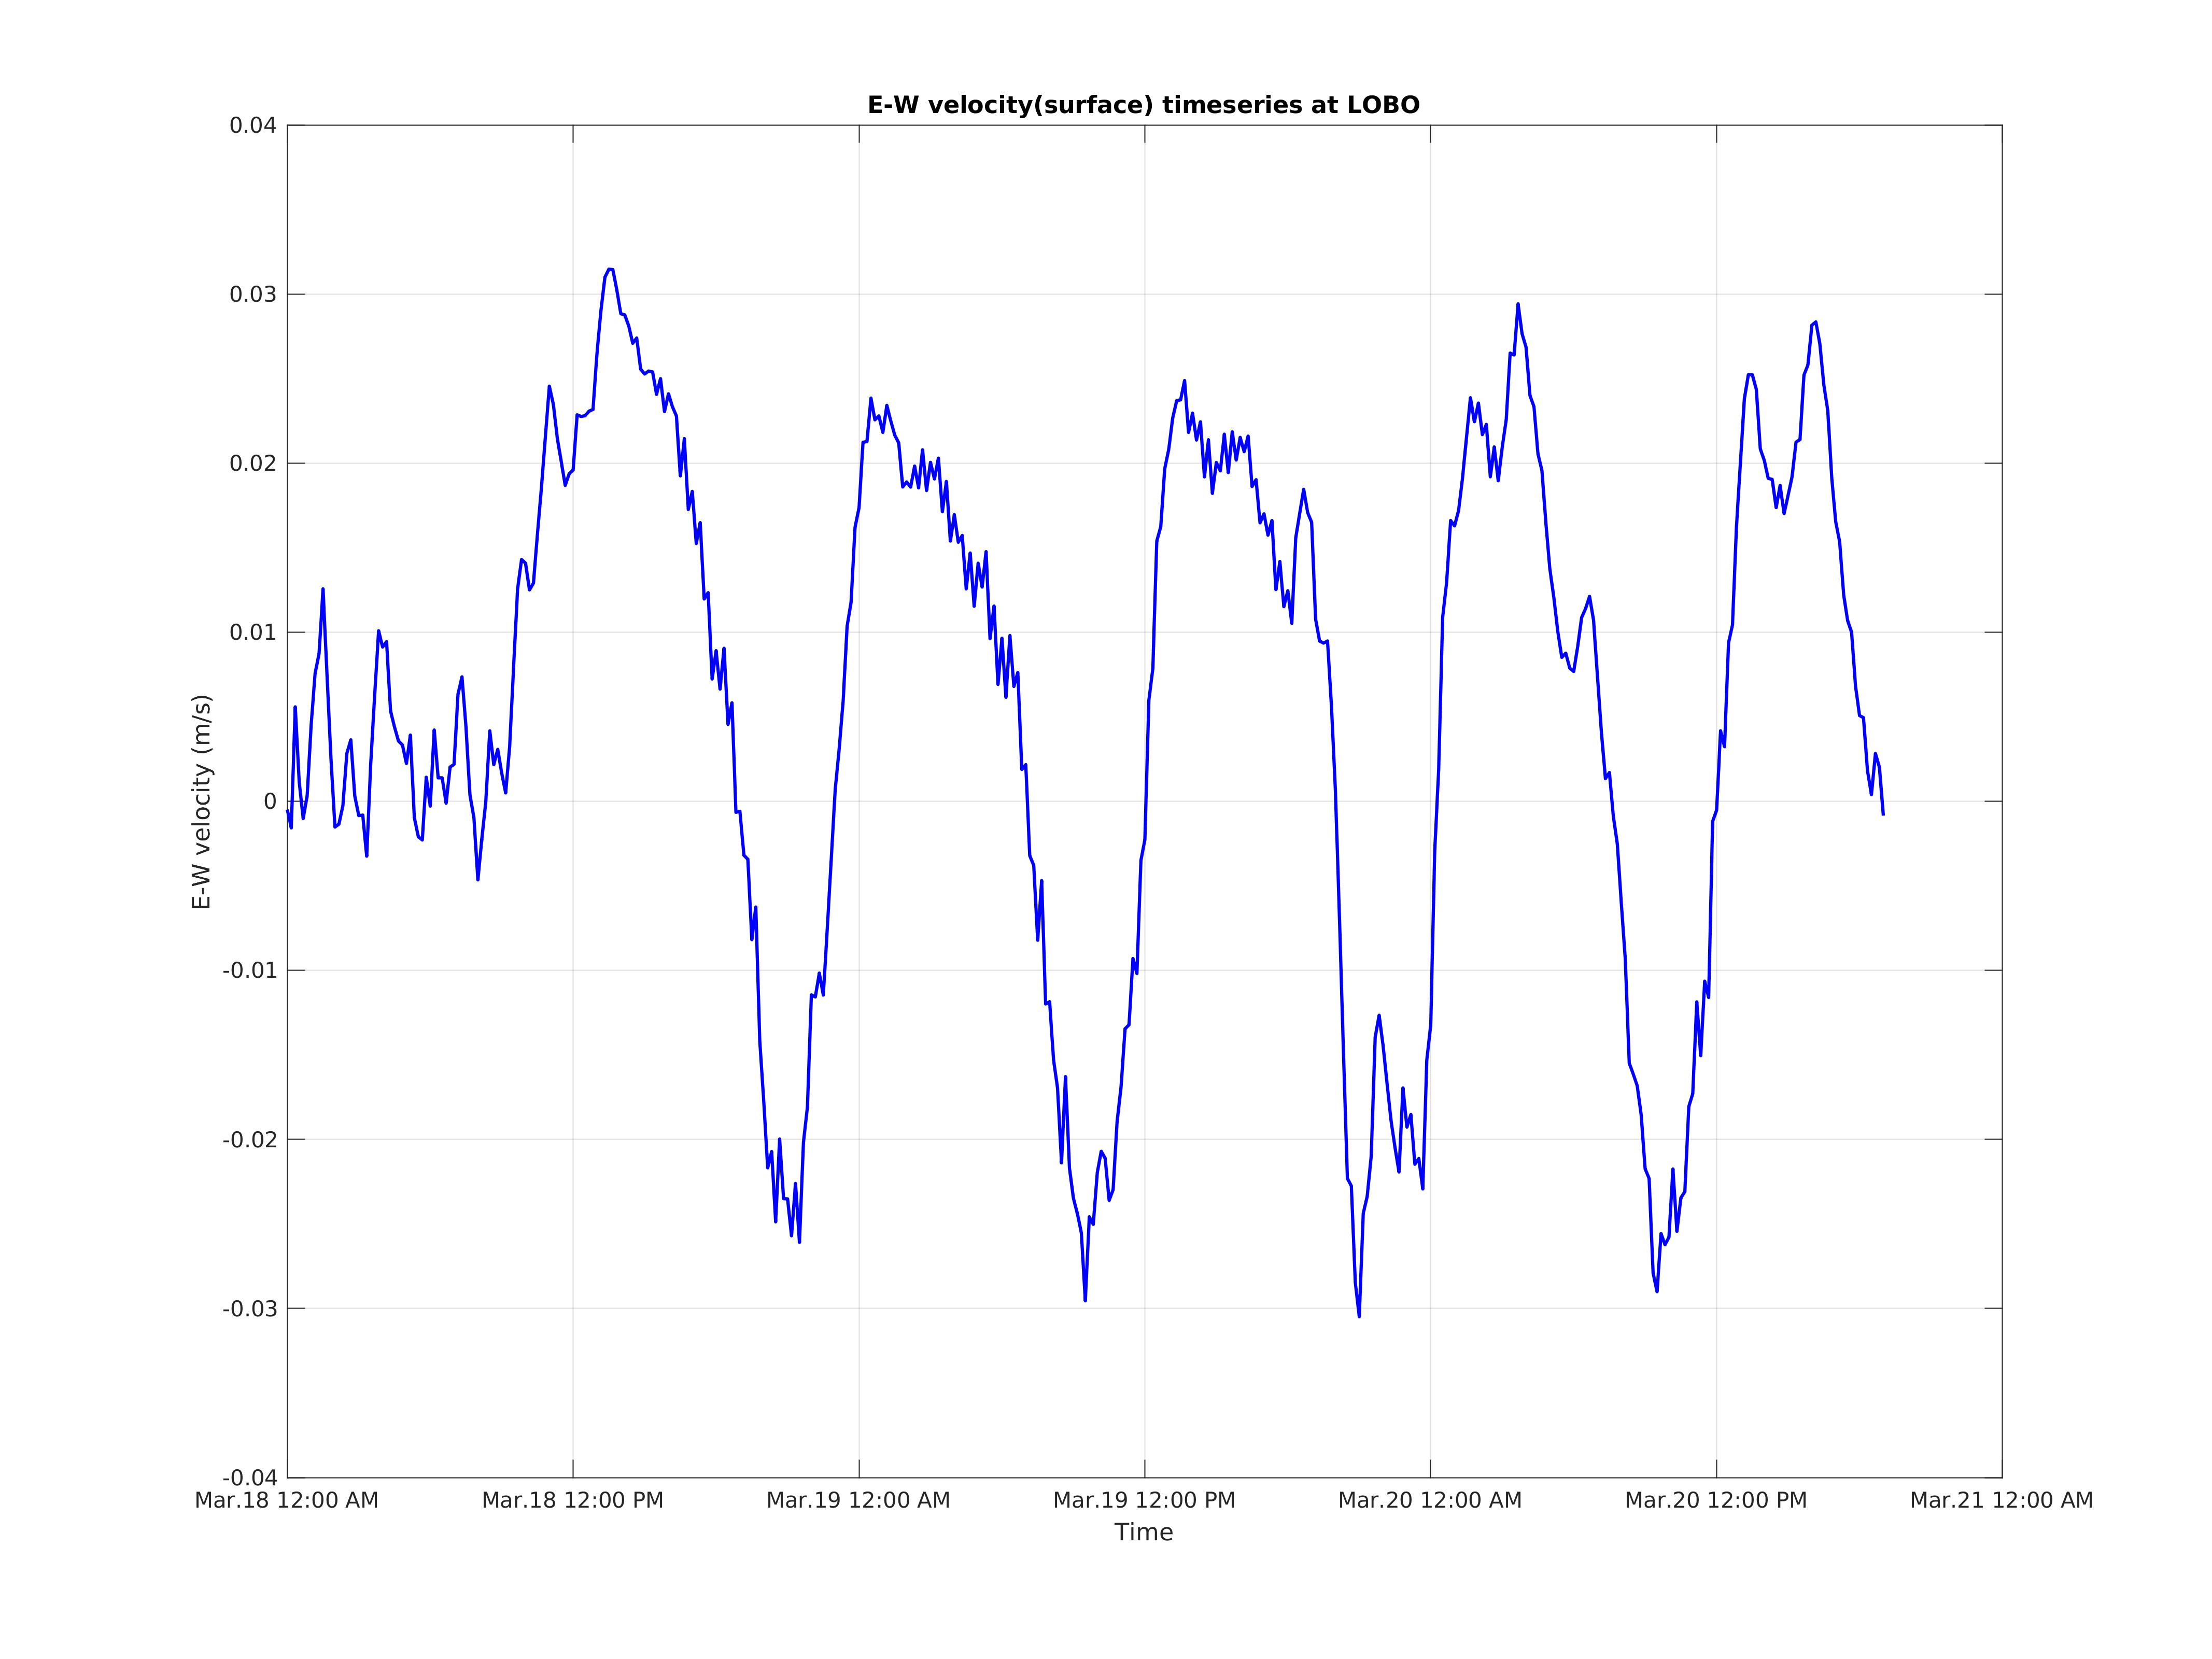 E-W velocity(surface) timeseries at LOBO
0.04
0.03
0.02
0.01
0
-0.01
-0.02
-0.03
-0.04
E-W velocity (m/s)
Mar.18 12:00 AM
Mar.18 12:00 PM
Mar.19 12:00 AM
Mar.19 12:00 PM
Mar.20 12:00 AM
Mar.20 12:00 PM
Mar.21 12:00 AM
Time